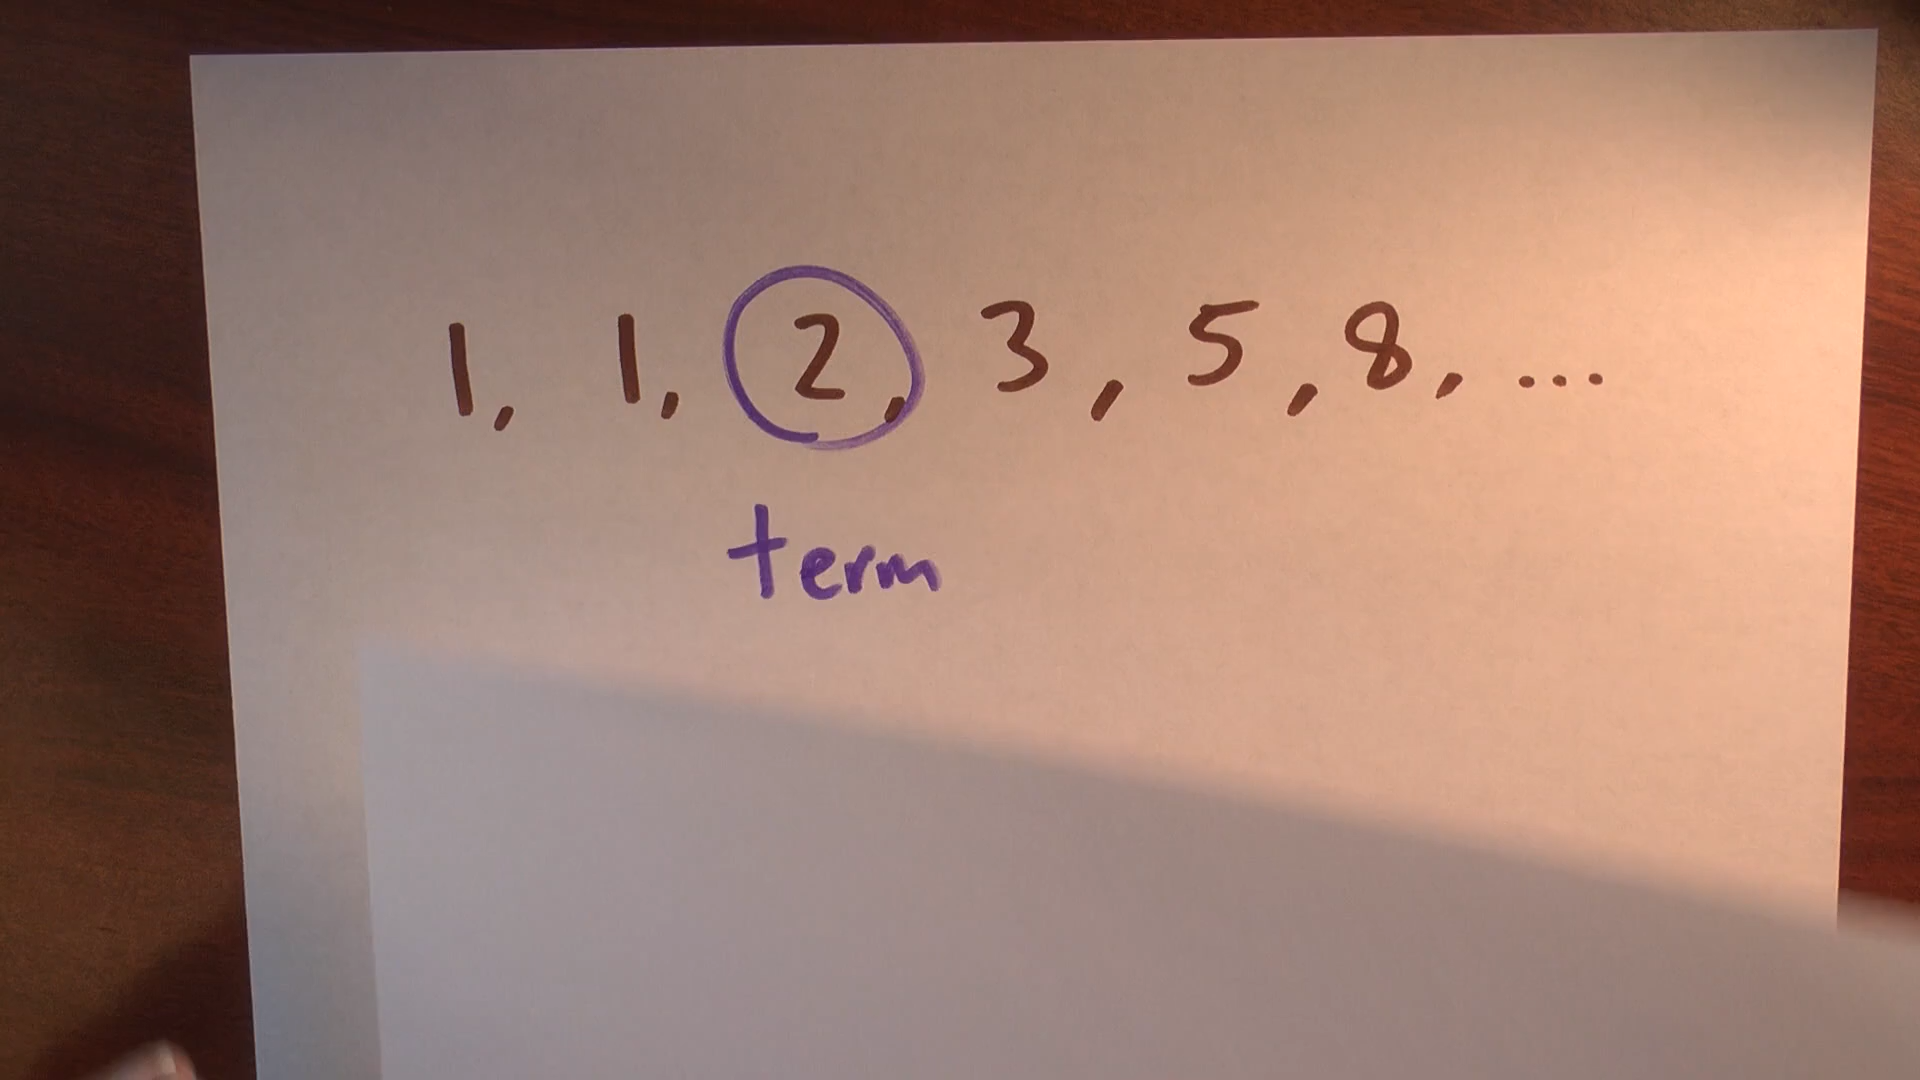 1, 1, 2, 3, 5, 8, ...
term